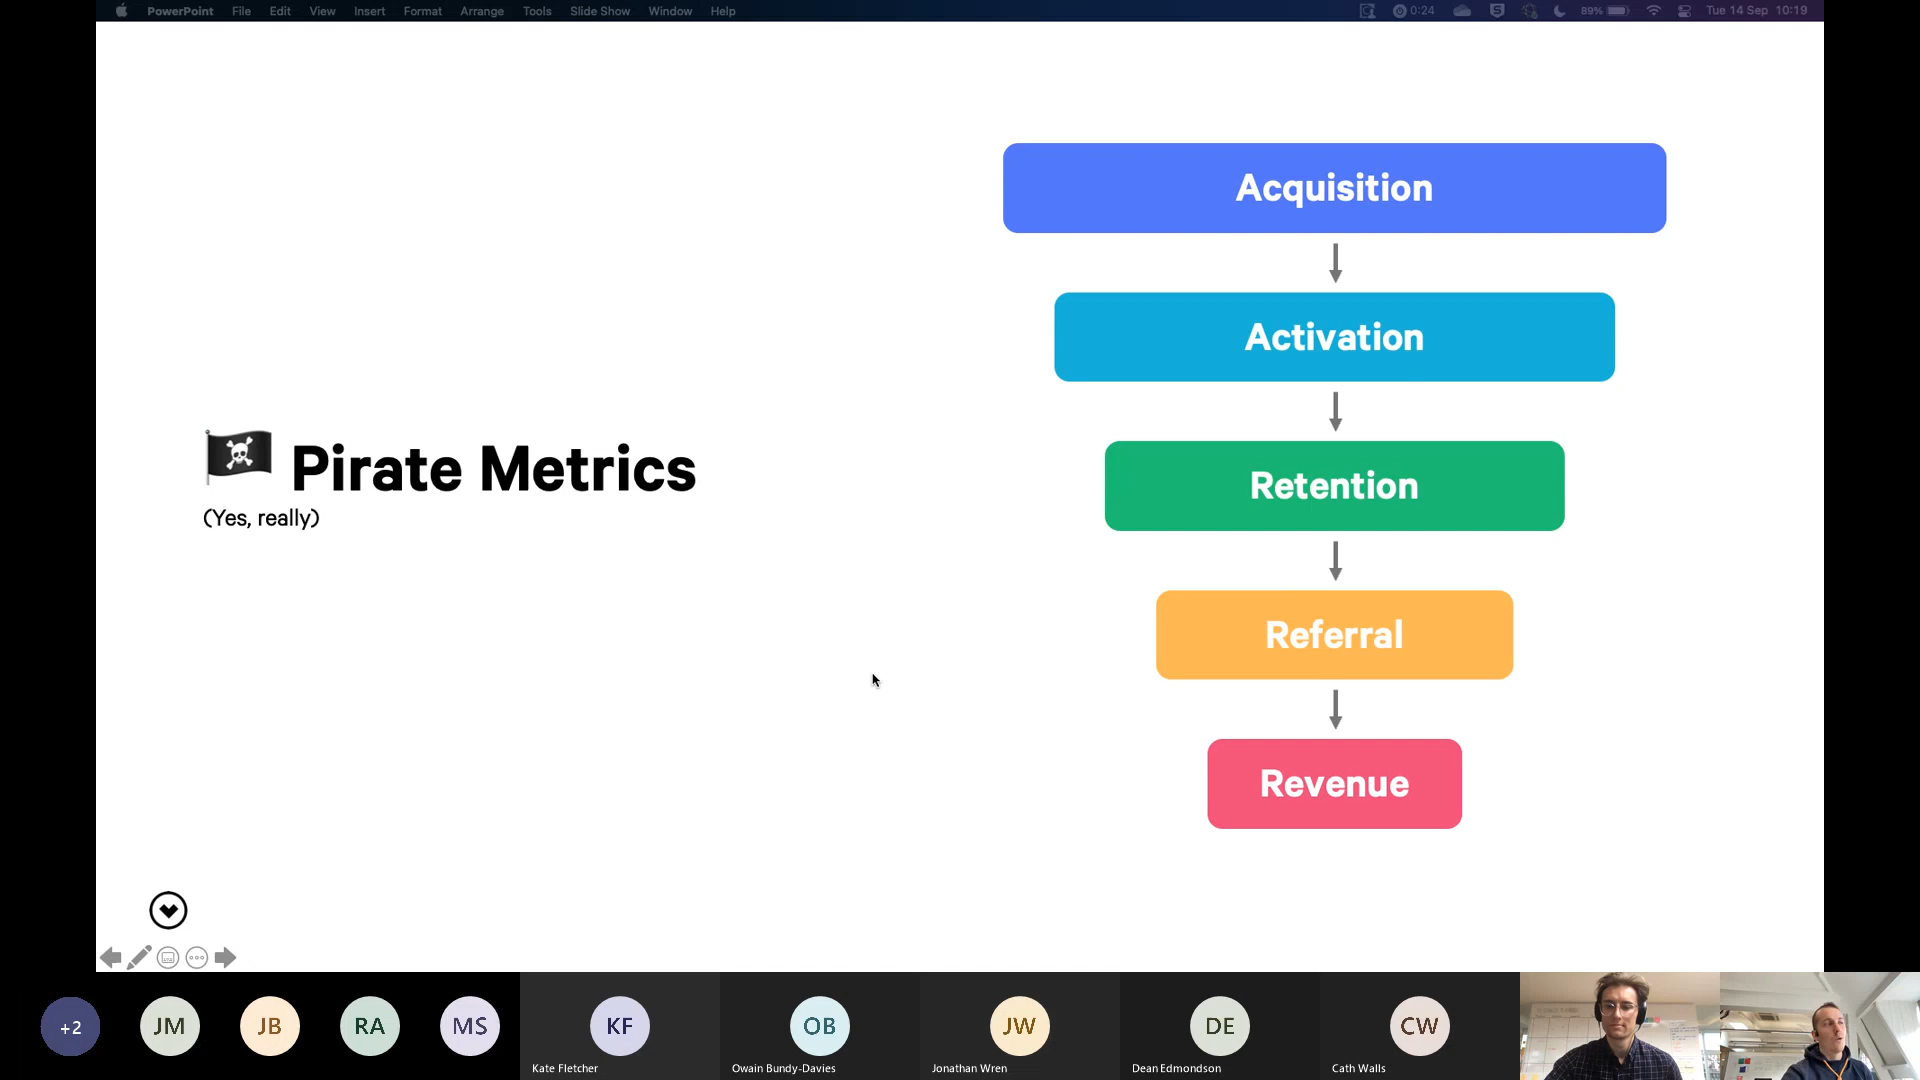 PowerPoint File Edit View Insert Format Arrange Tools Slide Show Window Help 0:24 89% Tue 14 Sep 10:19
Acquisition
Activation
Retention
Referral
Revenue
Pirate Metrics
(Yes, really)
+2 JM JB RA MS KF OB JW DE CW
Kate Fletcher Owain Bundy-Davies Jonathan Wren Dean Edmondson Cath Walls